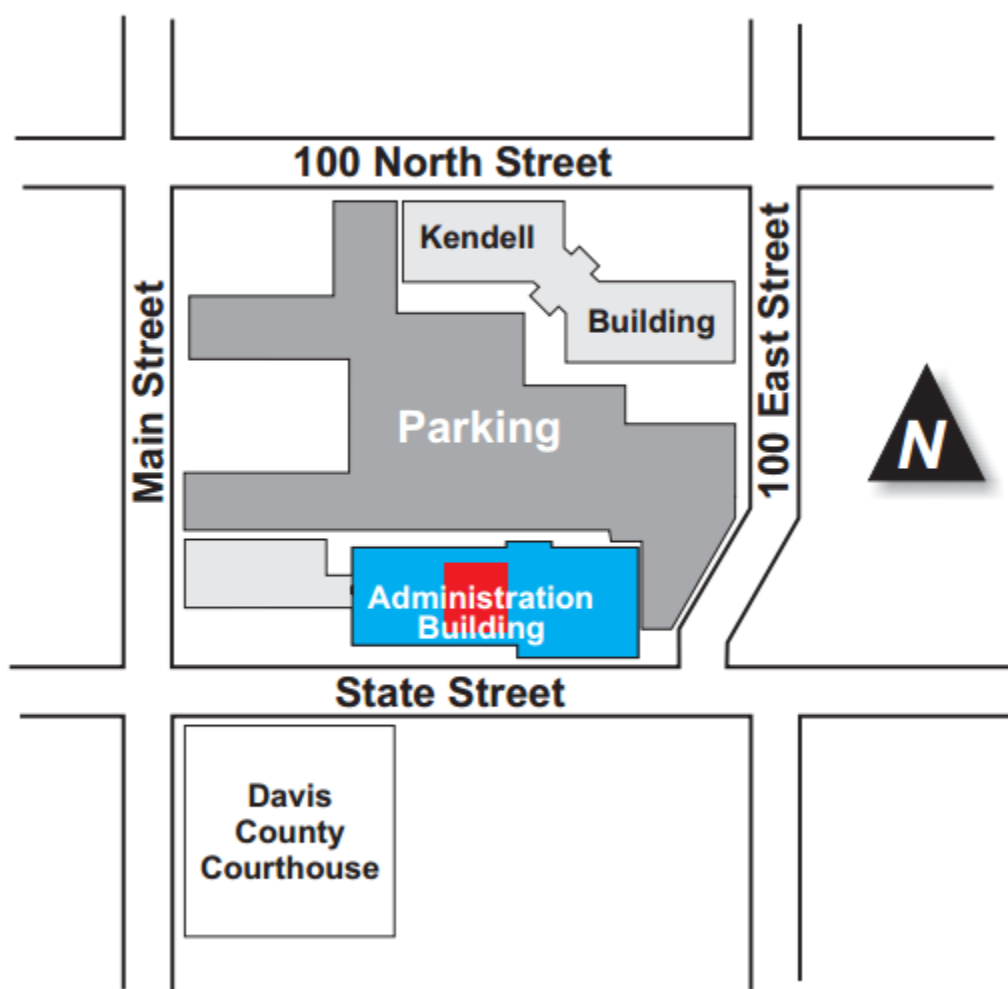 100 North Street
Kendell
Building
Main Street
100 East Street
Parking
N
Administration
Building
State Street
Davis
County
Courthouse